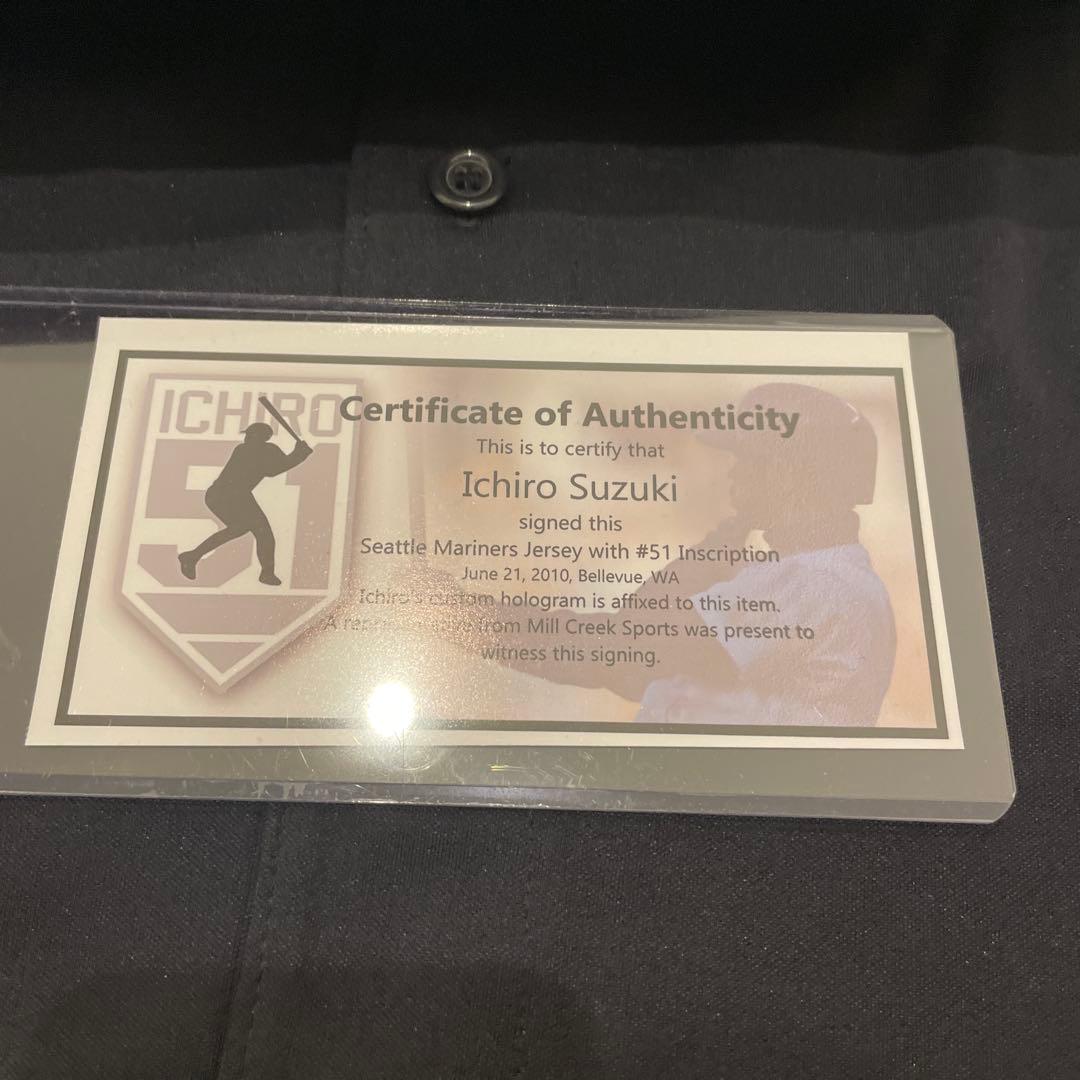 ICHIRO
51
Certificate of Authenticity
This is to certify that
Ichiro Suzuki
signed this
Seattle Mariners Jersey with #51 Inscription
June 21, 2010, Bellevue, WA
Ichiro's custom hologram is affixed to this item.
A representative from Mill Creek Sports was present to
witness this signing.